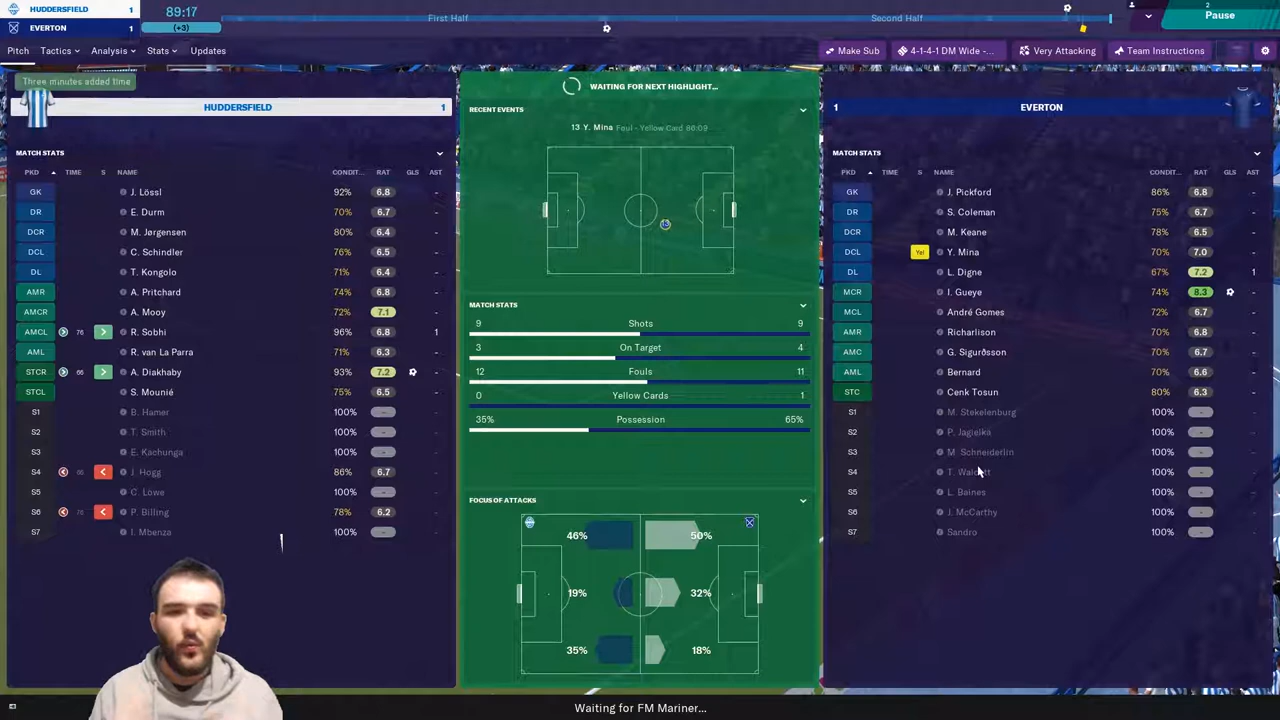 HUDDERSFIELD 1
EVERTON 1
89:17
(+3)
First Half
Second Half
2
Pause
Pitch Tactics Analysis Stats Updates
Make Sub
4-1-4-1 DM Wide -...
Very Attacking
Team Instructions
Three minutes added time
HUDDERSFIELD 1
MATCH STATS
PKD TIME S NAME CONDIT... RAT GLS AST
GK J. Lössl 92% 6.8 -
DR E. Durm 70% 6.7 -
DCR M. Jørgensen 80% 6.4 -
DCL C. Schindler 76% 6.5 -
DL T. Kongolo 71% 6.4 -
AMR A. Pritchard 74% 6.8 -
AMCR A. Mooy 72% 7.1 -
AMCL 76 R. Sobhi 96% 6.8 1
AML R. van La Parra 71% 6.3 -
STCR 66 A. Diakhaby 93% 7.2 -
STCL S. Mounié 75% 6.5 -
S1 B. Hamer 100% - -
S2 T. Smith 100% - -
S3 E. Kachunga 100% - -
S4 66 J. Hogg 86% 6.7 -
S5 C. Löwe 100% - -
S6 76 P. Billing 78% 6.2 -
S7 I. Mbenza 100% - -
WAITING FOR NEXT HIGHLIGHT...
RECENT EVENTS
13 Y. Mina Foul - Yellow Card 86:09
13
MATCH STATS
9 Shots 9
3 On Target 4
12 Fouls 11
0 Yellow Cards 1
35% Possession 65%
FOCUS OF ATTACKS
46% 50%
19% 32%
35% 18%
1 EVERTON
MATCH STATS
PKD TIME S NAME CONDIT... RAT GLS AST
GK J. Pickford 86% 6.8 -
DR S. Coleman 75% 6.7 -
DCR M. Keane 78% 6.5 -
DCL Yel Y. Mina 70% 7.0 -
DL L. Digne 67% 7.2 1
MCR I. Gueye 74% 8.3 -
MCL André Gomes 72% 6.7 -
AMR Richarlison 70% 6.8 -
AMC G. Sigurðsson 70% 6.7 -
AML Bernard 70% 6.6 -
STC Cenk Tosun 80% 6.3 -
S1 M. Stekelenburg 100% - -
S2 P. Jagielka 100% - -
S3 M. Schneiderlin 100% - -
S4 T. Walcott 100% - -
S5 L. Baines 100% - -
S6 J. McCarthy 100% - -
S7 Sandro 100% - -
Waiting for FM Mariner...